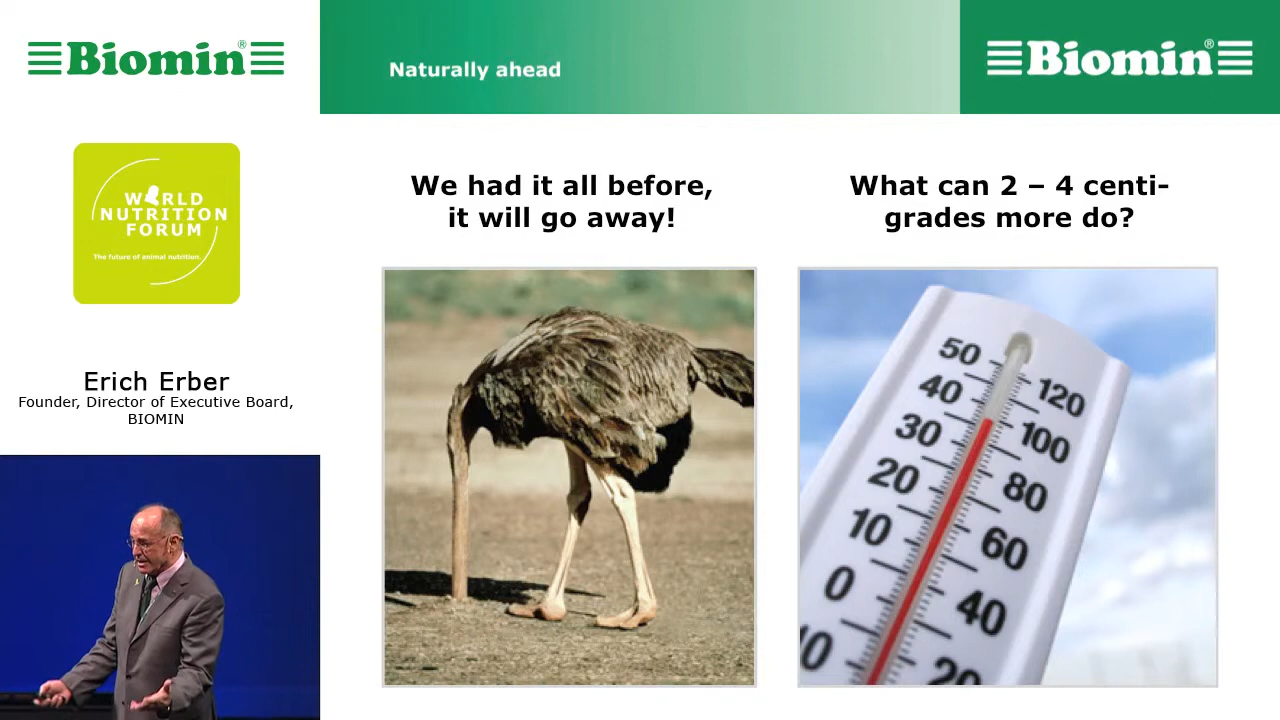 Biomin®
Naturally ahead
Biomin®
WORLD
NUTRITION
FORUM
The future of animal nutrition.
Erich Erber
Founder, Director of Executive Board,
BIOMIN
We had it all before,
it will go away!
What can 2 – 4 centi-
grades more do?
50
40
120
30
100
20
80
10
60
0
40
10
20